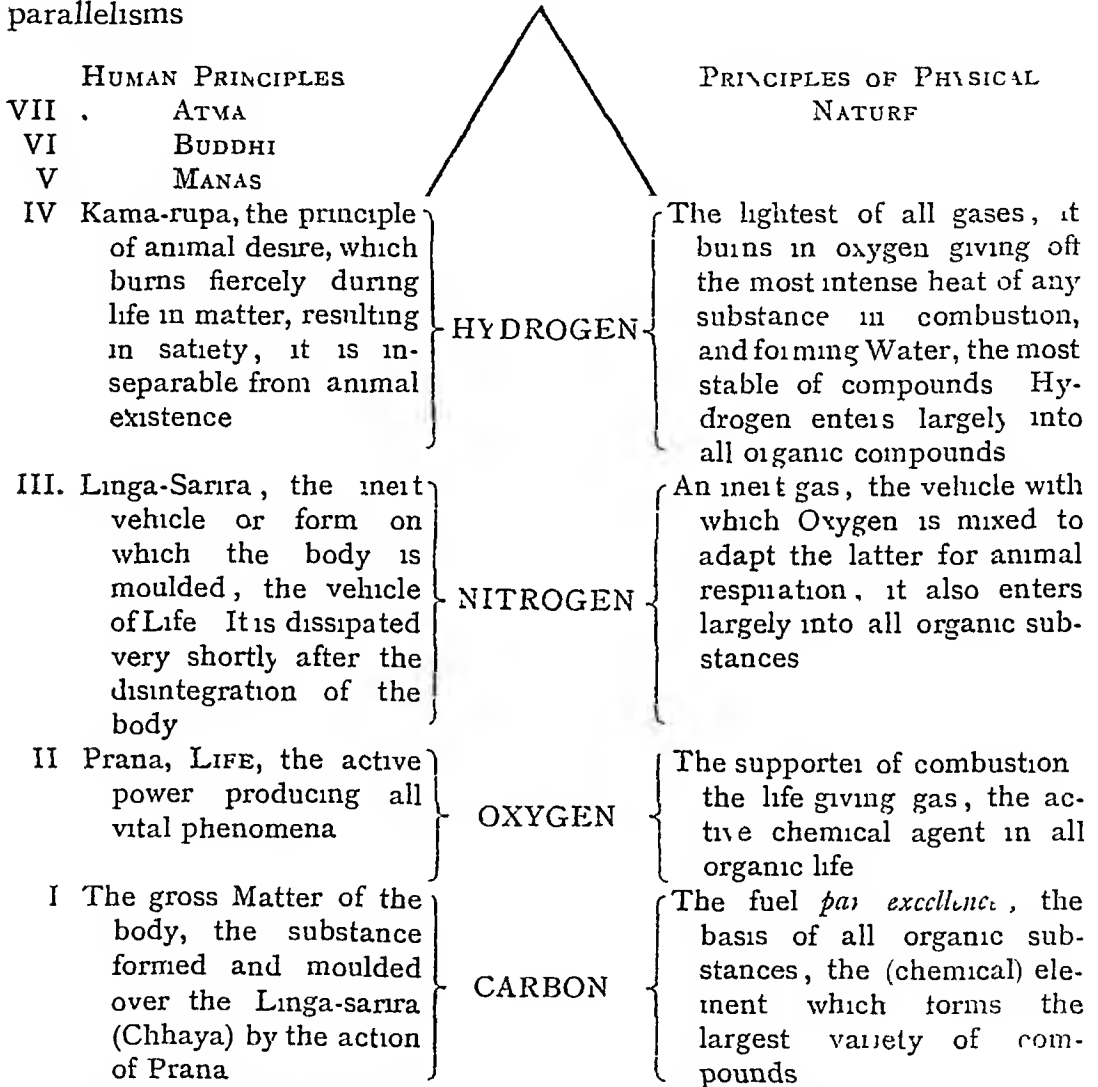 parallelisms
HUMAN PRINCIPLES
VII . ATMA
VI BUDDHI
V MANAS
PRINCIPLES OF PHYSICAL
NATURE
IV Kama-rupa, the principle
of animal desire, which
burns fiercely during
life in matter, resulting
in satiety, it is in-
separable from animal
existence
HYDROGEN
The lightest of all gases, it
burns in oxygen giving off
the most intense heat of any
substance in combustion,
and forming Water, the most
stable of compounds Hy-
drogen enters largely into
all organic compounds
III. Linga-Sarira, the inert
vehicle or form on
which the body is
moulded, the vehicle
of Life It is dissipated
very shortly after the
disintegration of the
body
NITROGEN
An inert gas, the vehicle with
which Oxygen is mixed to
adapt the latter for animal
respiration, it also enters
largely into all organic sub-
stances
II Prana, LIFE, the active
power producing all
vital phenomena
OXYGEN
The supporter of combustion
the life giving gas, the ac-
tive chemical agent in all
organic life
I The gross Matter of the
body, the substance
formed and moulded
over the Linga-sarira
(Chhaya) by the action
of Prana
CARBON
The fuel par excellence, the
basis of all organic sub-
stances, the (chemical) ele-
ment which forms the
largest variety of com-
pounds